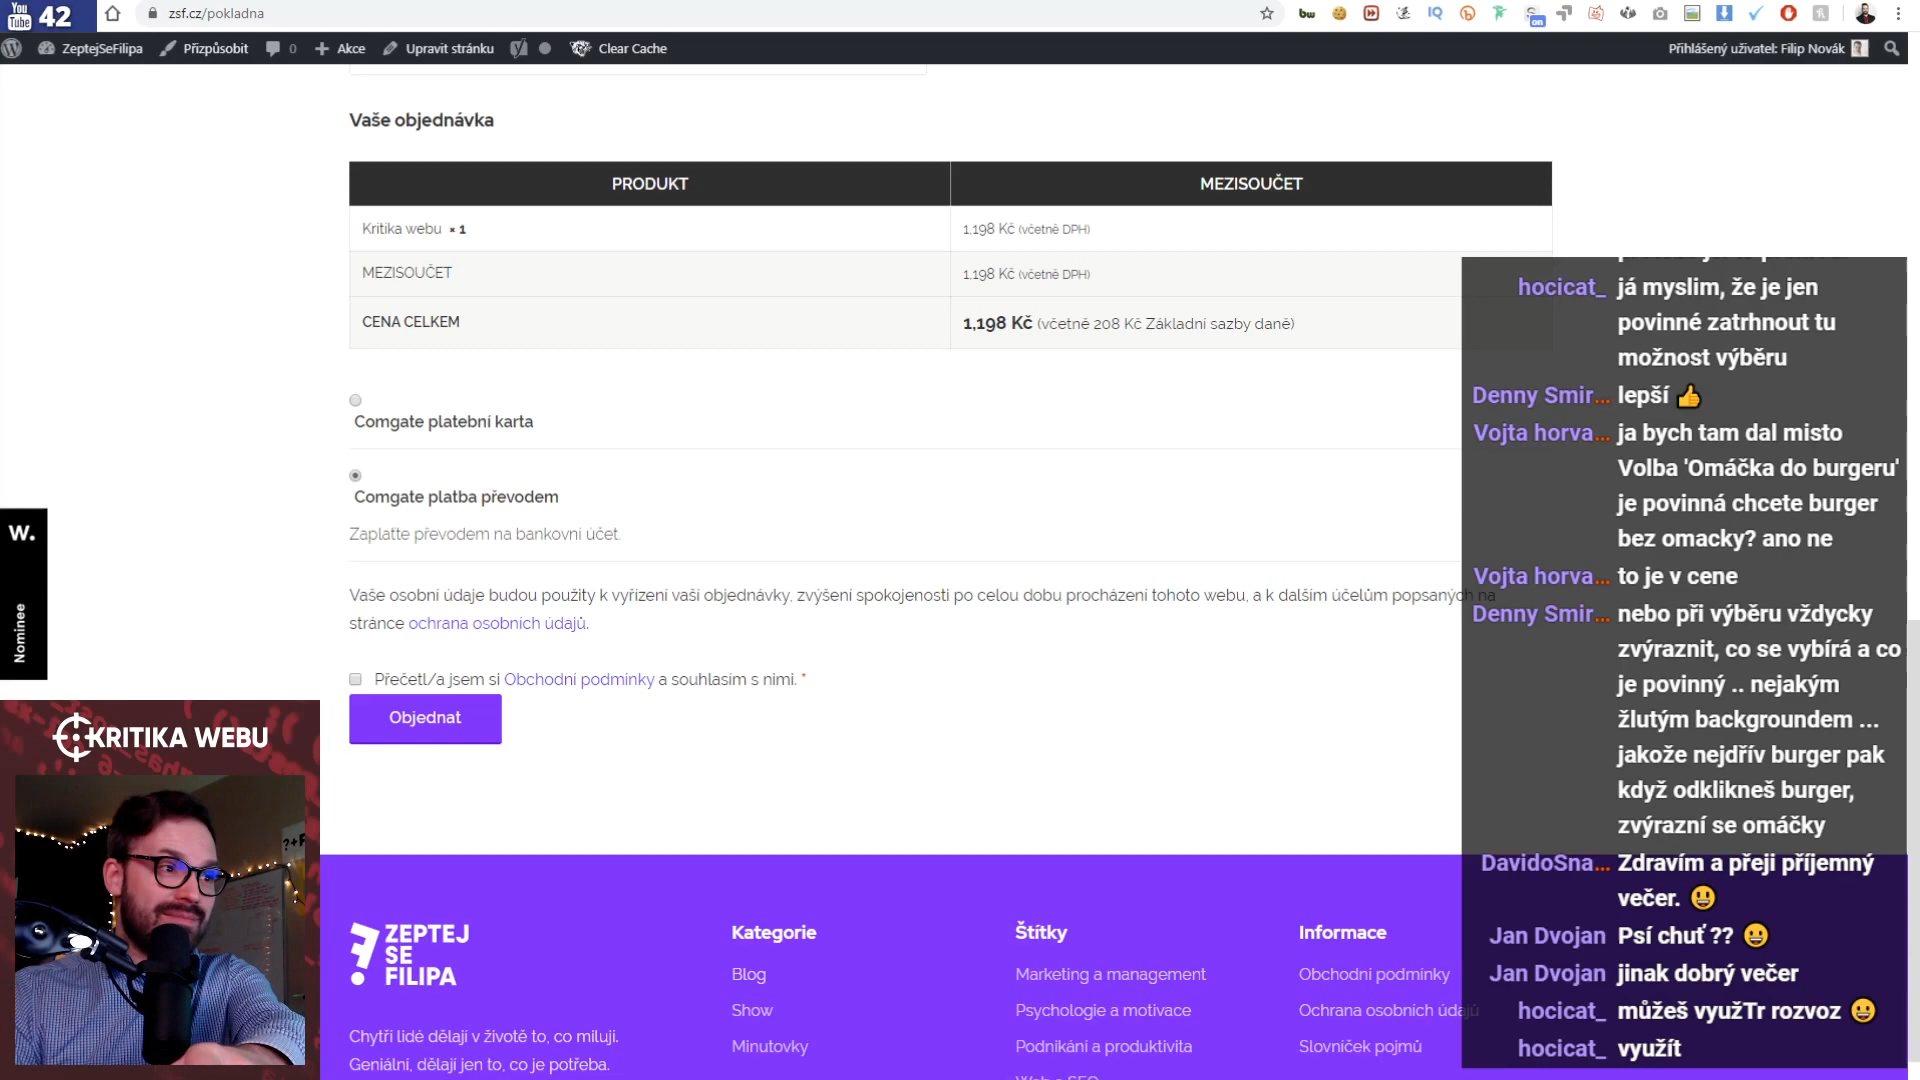 You Tube 42
zsf.cz/pokladna
ZeptejSeFilipa Přizpůsobit 0 Akce Upravit stránku Clear Cache Přihlášený uživatel: Filip Novák
Vaše objednávka
PRODUKT MEZISOUČET
Kritika webu × 1 1,198 Kč (včetně DPH)
MEZISOUČET 1,198 Kč (včetně DPH)
CENA CELKEM 1,198 Kč (včetně 208 Kč Základní sazby daně)
Comgate platební karta
Comgate platba převodem
Zaplaťte převodem na bankovní účet.
Vaše osobní údaje budou použity k vyřízení vaší objednávky, zvýšení spokojenosti po celou dobu procházení tohoto webu, a k dalším účelům popsaných na
stránce ochrana osobních údajů.
Přečetl/a jsem si Obchodní podmínky a souhlasím s nimi. *
Objednat
W.
Nominee
KRITIKA WEBU
hocicat_ já myslim, že je jen
povinné zatrhnout tu
možnost výběru
Denny Smir... lepší 👍
Vojta horva... ja bych tam dal misto
Volba 'Omáčka do burgeru'
je povinná chcete burger
bez omacky? ano ne
Vojta horva... to je v cene
Denny Smir... nebo při výběru vždycky
zvýraznit, co se vybírá a co
je povinný .. nejakým
žlutým backgroundem ...
jakože nejdřív burger pak
když odklikneš burger,
zvýrazní se omáčky
DavidoSna... Zdravím a přeji příjemný
večer. 😀
Jan Dvojan Psí chuť ?? 😀
Jan Dvojan jinak dobrý večer
hocicat_ můžeš využTr rozvoz 😀
hocicat_ využít
ZEPTEJ
SE
FILIPA
Chytří lidé dělají v životě to, co milují.
Geniální, dělají jen to, co je potřeba.
Kategorie
Blog
Show
Minutovky
Štítky
Marketing a management
Psychologie a motivace
Podnikání a produktivita
Web a SEO
Informace
Obchodní podmínky
Ochrana osobních údajů
Slovníček pojmů